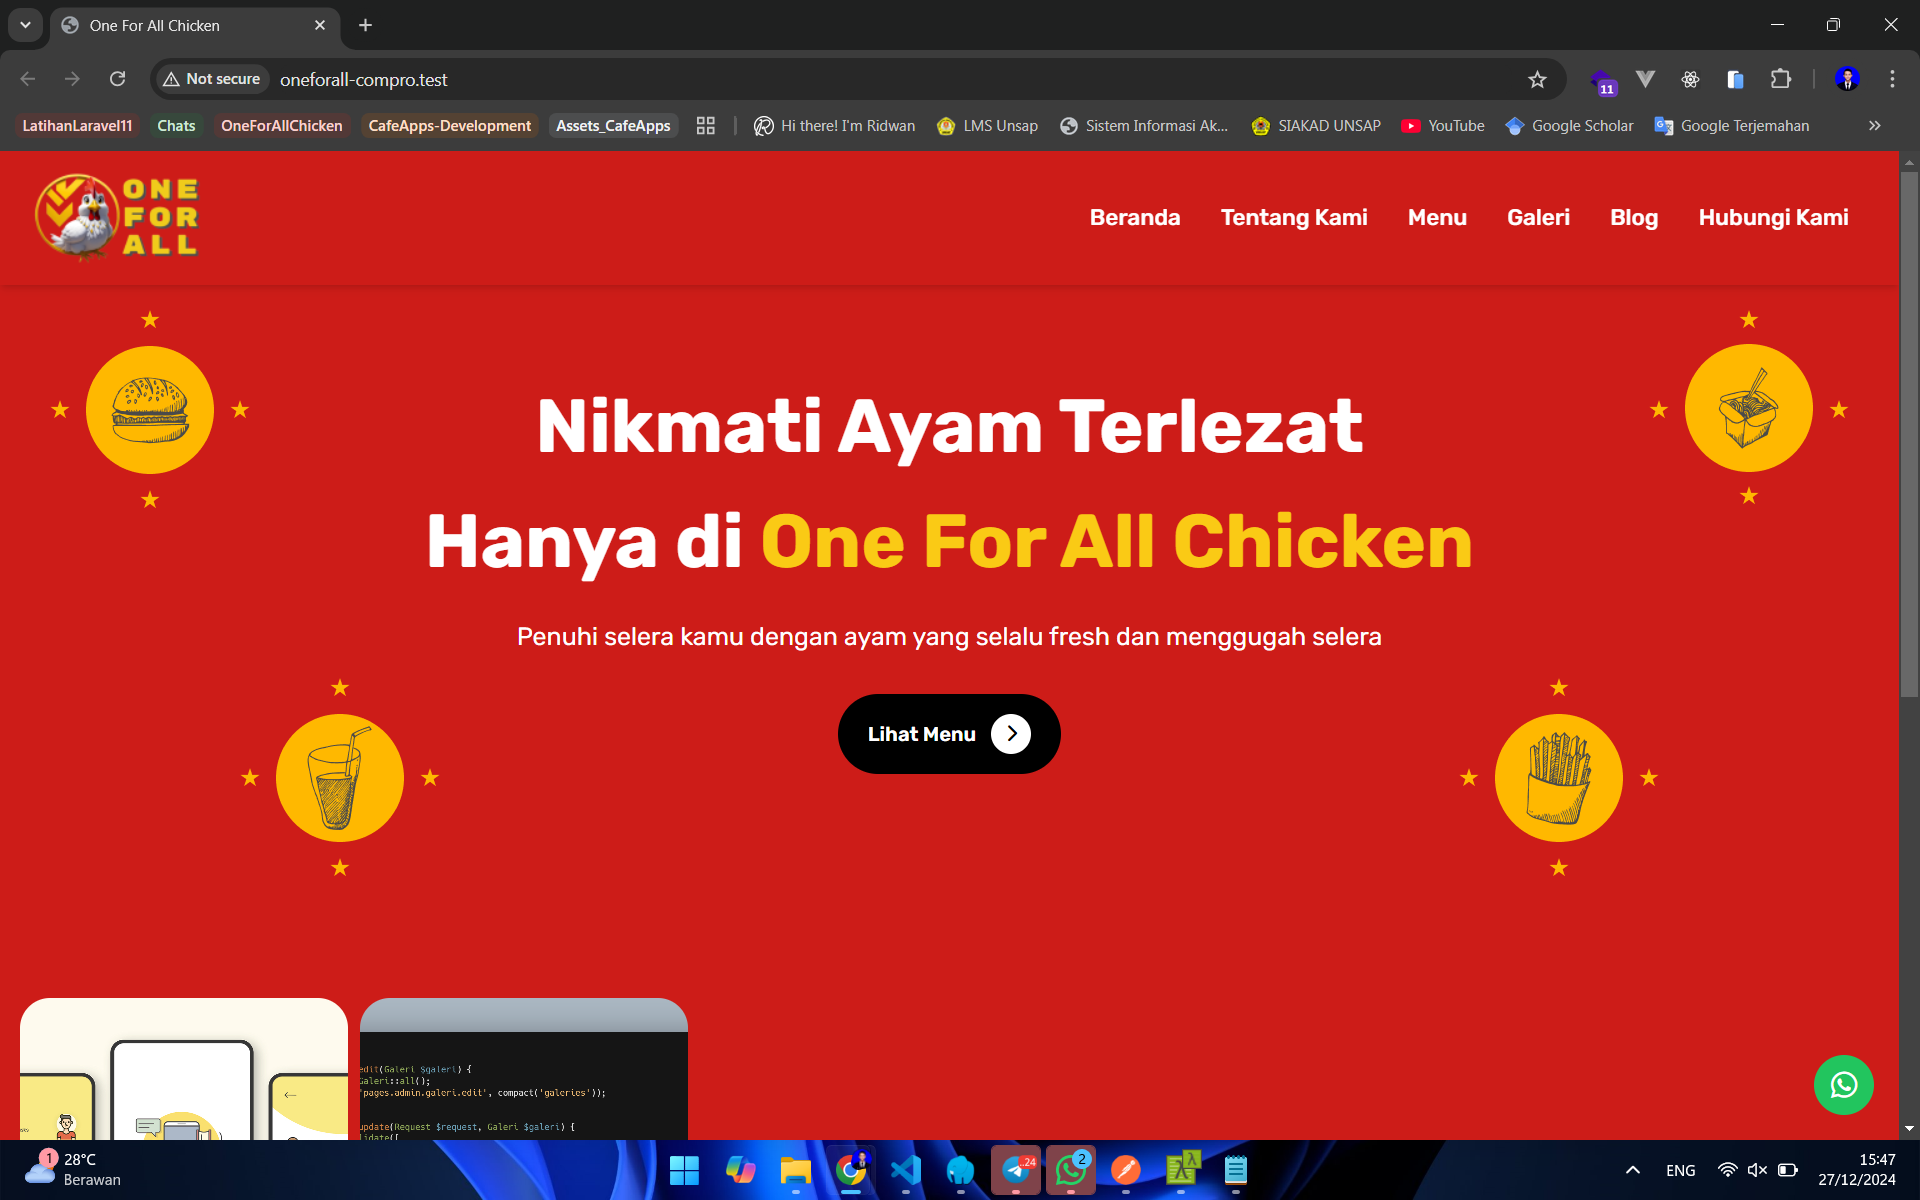 One For All Chicken
Not secure
oneforall-compro.test
11
LatihanLaravel11
Chats
OneForAllChicken
CafeApps-Development
Assets_CafeApps
Hi there! I'm Ridwan
LMS Unsap
Sistem Informasi Ak...
SIAKAD UNSAP
YouTube
Google Scholar
Google Terjemahan
ONE
FOR
ALL
Beranda
Tentang Kami
Menu
Galeri
Blog
Hubungi Kami
Nikmati Ayam Terlezat
Hanya di One For All Chicken
Penuhi selera kamu dengan ayam yang selalu fresh dan menggugah selera
Lihat Menu
edit(Galeri $galeri) {
Galeri::all();
'pages.admin.galeri.edit', compact('galeries'));
update(Request $request, Galeri $galeri) {
lidate([
1
28°C
Berawan
24
2
ENG
15:47
27/12/2024